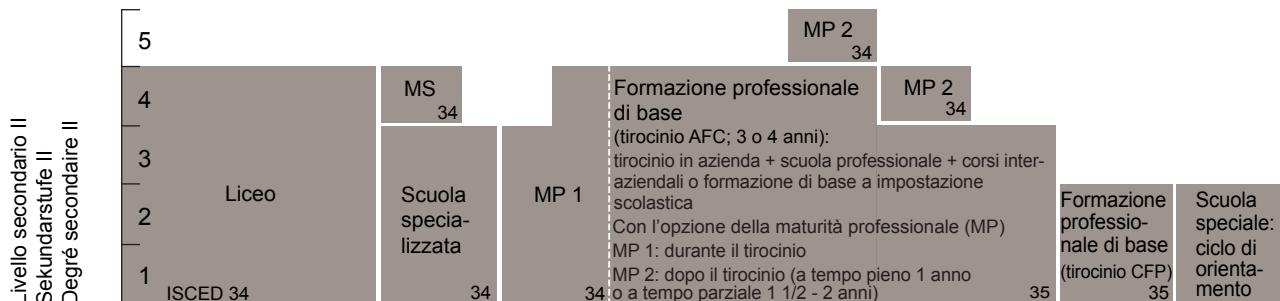 Livello secondario II
Sekundarstufe II
Degré secondaire II
5
4
3
2
1
Liceo
ISCED 34
MS
34
Scuola
specia-
lizzata
34
MP 1
34
Formazione professionale
di base
(tirocinio AFC; 3 o 4 anni):
tirocinio in azienda + scuola professionale + corsi inter-
aziendali o formazione di base a impostazione
scolastica
Con l’opzione della maturità professionale (MP)
MP 1: durante il tirocinio
MP 2: dopo il tirocinio (a tempo pieno 1 anno
o a tempo parziale 1 1/2 - 2 anni)
35
MP 2
34
MP 2
34
Formazione
professio-
nale di base
(tirocinio CFP)
35
Scuola
speciale:
ciclo di
orienta-
mento